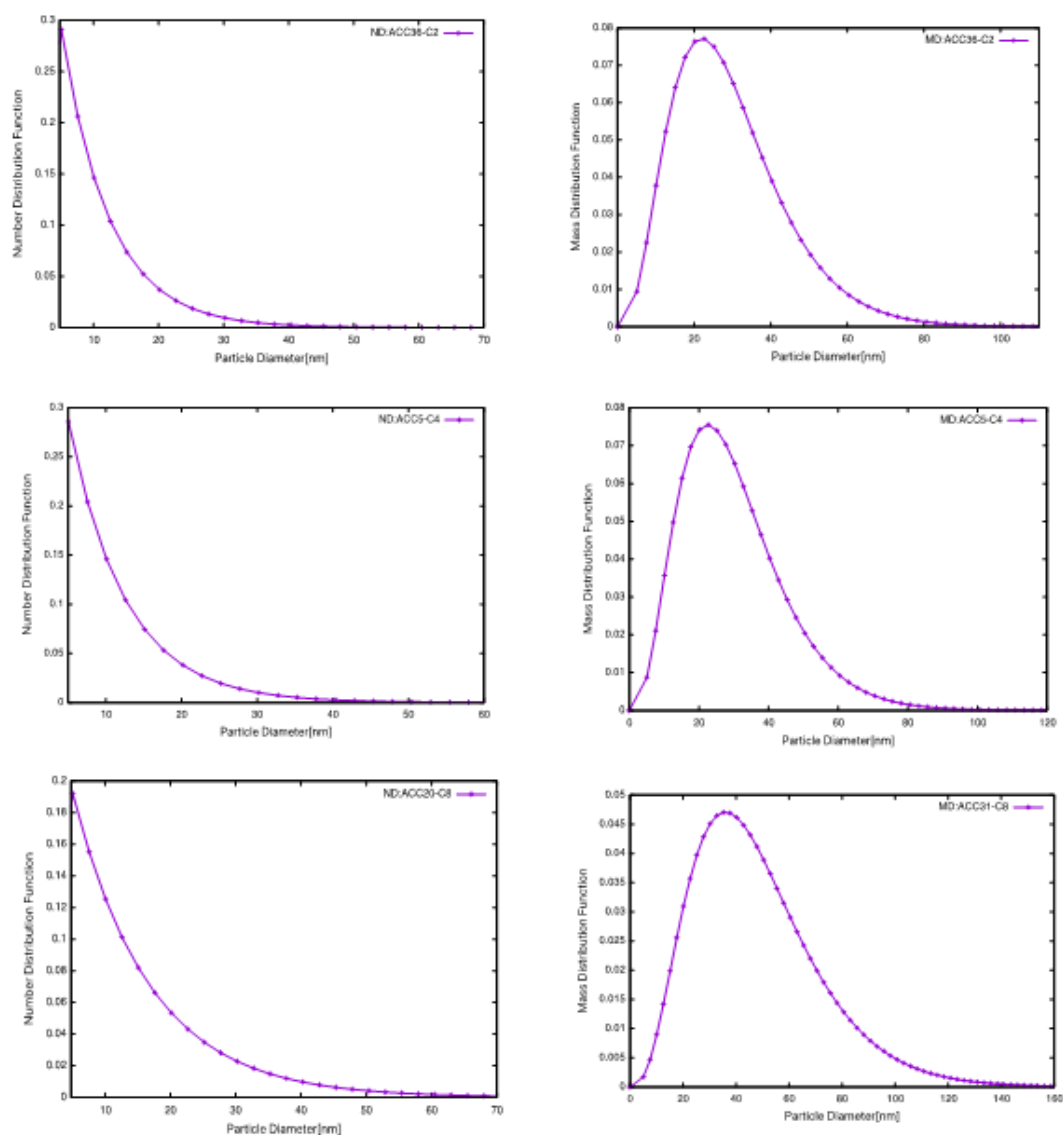 ND:ACC36-C2
Number Distribution Function
0.3
0.25
0.2
0.15
0.1
0.05
0
10 20 30 40 50 60 70
Particle Diameter[nm]
MD:ACC36-C2
Mass Distribution Function
0.08
0.07
0.06
0.05
0.04
0.03
0.02
0.01
0
0 20 40 60 80 100
Particle Diameter[nm]
ND:ACC5-C4
Number Distribution Function
0.3
0.25
0.2
0.15
0.1
0.05
0
10 20 30 40 50 60
Particle Diameter[nm]
MD:ACC5-C4
Mass Distribution Function
0.08
0.07
0.06
0.05
0.04
0.03
0.02
0.01
0
0 20 40 60 80 100 120
Particle Diameter[nm]
ND:ACC20-C8
Number Distribution Function
0.2
0.18
0.16
0.14
0.12
0.1
0.08
0.06
0.04
0.02
0
10 20 30 40 50 60 70
Particle Diameter[nm]
MD:ACC31-C8
Mass Distribution Function
0.05
0.045
0.04
0.035
0.03
0.025
0.02
0.015
0.01
0.005
0
0 20 40 60 80 100 120 140 160
Particle Diameter[nm]